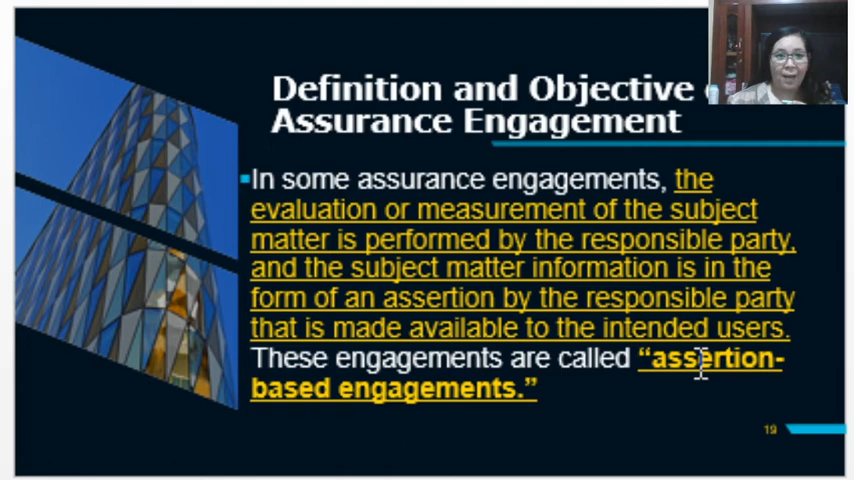 Definition and Objective
Assurance Engagement
In some assurance engagements, the
evaluation or measurement of the subject
matter is performed by the responsible party,
and the subject matter information is in the
form of an assertion by the responsible party
that is made available to the intended users.
These engagements are called “assertion-
based engagements.”
19